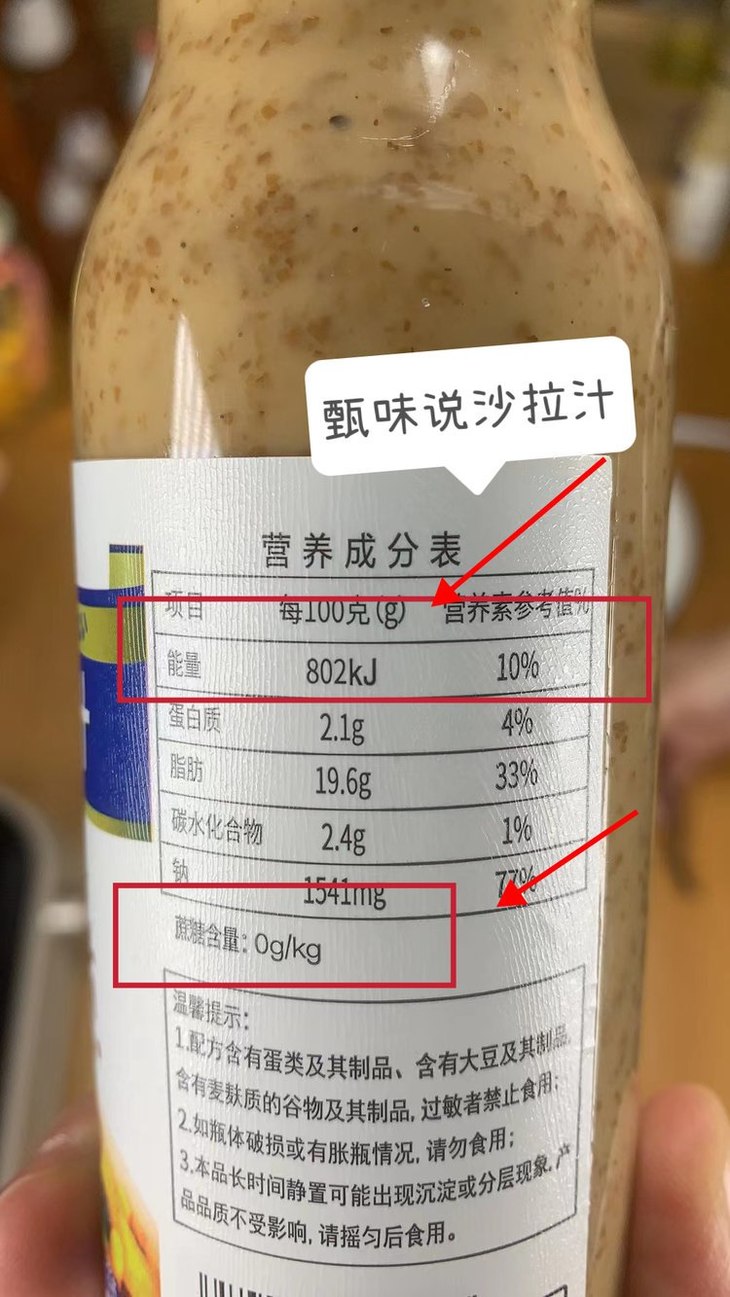 甄味说沙拉汁
营养成分表
项目 每100克(g) 营养素参考值%
能量 802kJ 10%
蛋白质 2.1g 4%
脂肪 19.6g 33%
碳水化合物 2.4g 1%
钠 1541mg 77%
蔗糖含量：0g/kg
温馨提示：
1.配方含有蛋类及其制品、含有大豆及其制品,
含有麦麸质的谷物及其制品, 过敏者禁止食用；
2.如瓶体破损或有胀瓶情况, 请勿食用；
3.本品长时间静置可能出现沉淀或分层现象, 产
品品质不受影响, 请摇匀后食用。